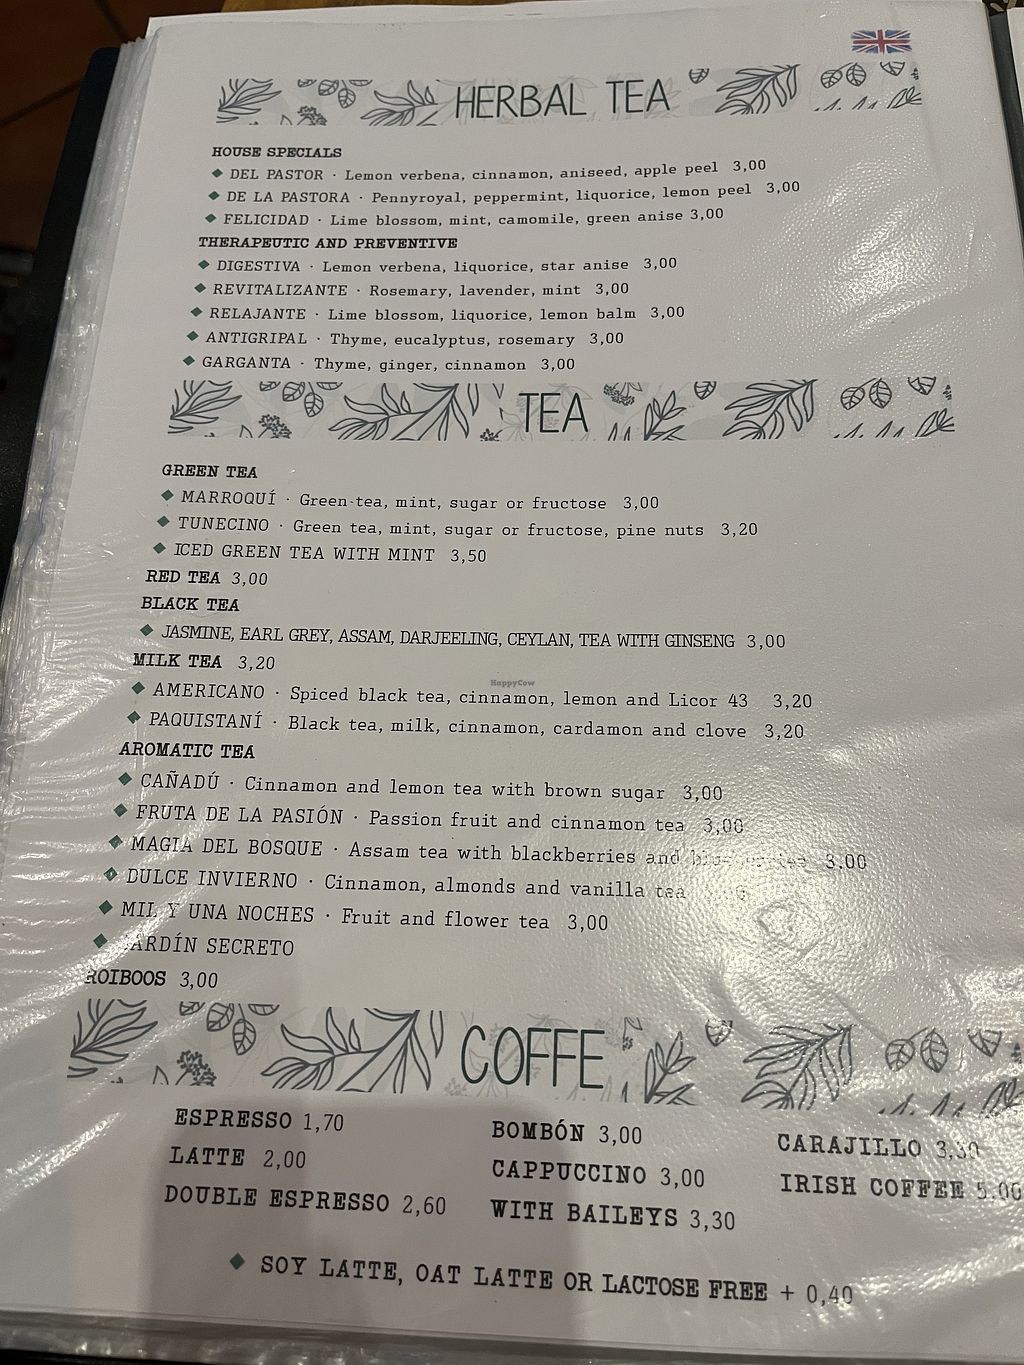 HERBAL TEA
HOUSE SPECIALS
DEL PASTOR · Lemon verbena, cinnamon, aniseed, apple peel 3,00
DE LA PASTORA · Pennyroyal, peppermint, liquorice, lemon peel 3,00
FELICIDAD · Lime blossom, mint, camomile, green anise 3,00
THERAPEUTIC AND PREVENTIVE
DIGESTIVA · Lemon verbena, liquorice, star anise 3,00
REVITALIZANTE · Rosemary, lavender, mint 3,00
RELAJANTE · Lime blossom, liquorice, lemon balm 3,00
ANTIGRIPAL · Thyme, eucalyptus, rosemary 3,00
GARGANTA · Thyme, ginger, cinnamon 3,00
TEA
GREEN TEA
MARROQUÍ · Green tea, mint, sugar or fructose 3,00
TUNECINO · Green tea, mint, sugar or fructose, pine nuts 3,20
ICED GREEN TEA WITH MINT 3,50
RED TEA 3,00
BLACK TEA
JASMINE, EARL GREY, ASSAM, DARJEELING, CEYLAN, TEA WITH GINSENG 3,00
MILK TEA 3,20
HappyCow
AMERICANO · Spiced black tea, cinnamon, lemon and Licor 43 3,20
PAQUISTANÍ · Black tea, milk, cinnamon, cardamon and clove 3,20
AROMATIC TEA
CAÑADÚ · Cinnamon and lemon tea with brown sugar 3,00
FRUTA DE LA PASIÓN · Passion fruit and cinnamon tea 3,00
MAGIA DEL BOSQUE · Assam tea with blackberries and 3,00
DULCE INVIERNO · Cinnamon, almonds and vanilla tea
MIL Y UNA NOCHES · Fruit and flower tea 3,00
JARDÍN SECRETO
ROIBOOS 3,00
COFFE
ESPRESSO 1,70
LATTE 2,00
DOUBLE ESPRESSO 2,60
BOMBÓN 3,00
CAPPUCCINO 3,00
WITH BAILEYS 3,30
CARAJILLO 3,30
IRISH COFFEE 5.00
SOY LATTE, OAT LATTE OR LACTOSE FREE + 0,40